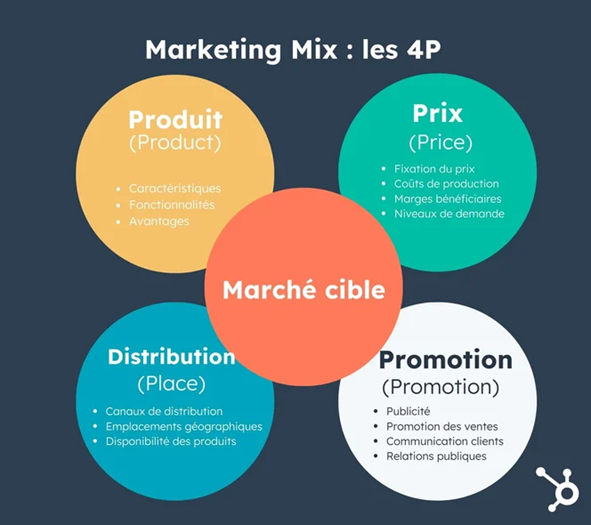 Marketing Mix : les 4P
Produit
(Product)
• Caractéristiques
• Fonctionnalités
• Avantages
Prix
(Price)
• Fixation du prix
• Coûts de production
• Marges bénéficiaires
• Niveaux de demande
Marché cible
Distribution
(Place)
• Canaux de distribution
• Emplacements géographiques
• Disponibilité des produits
Promotion
(Promotion)
• Publicité
• Promotion des ventes
• Communication clients
• Relations publiques